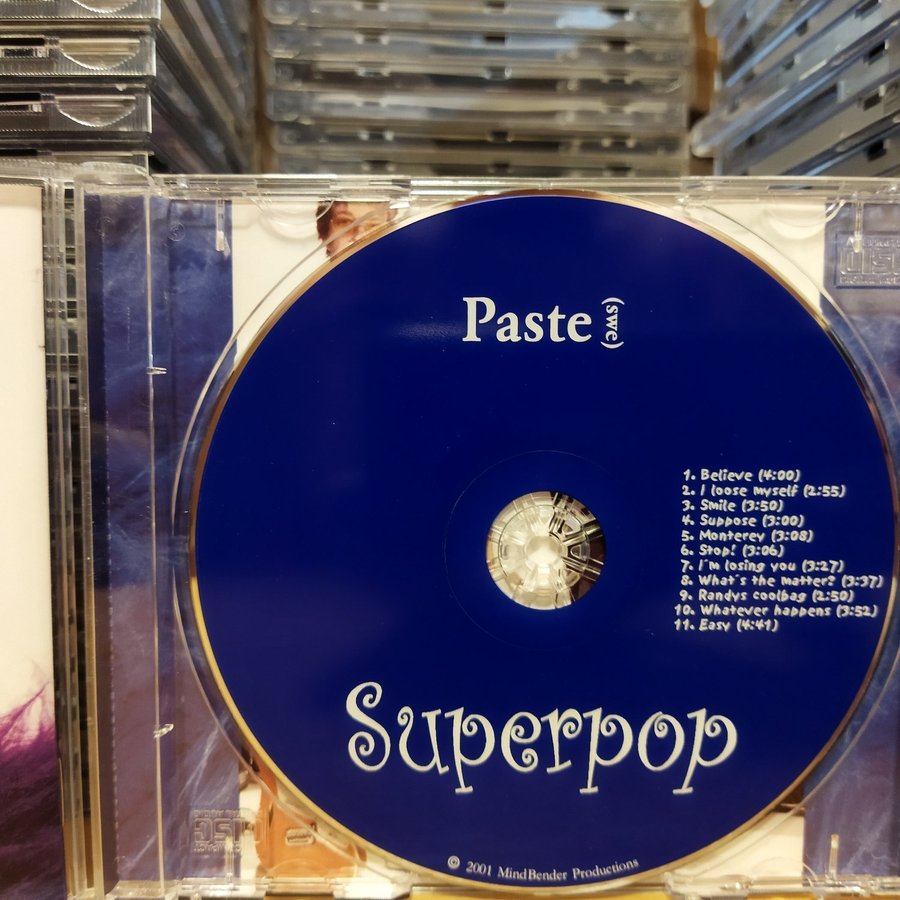 Paste (swe)
1. Believe (4:00)
2. I loose myself (2:55)
3. Smile (3:50)
4. Suppose (3:00)
5. Monterey (3:08)
6. Stop! (3:06)
7. I'm losing you (3:27)
8. What's the matter? (3:37)
9. Randys coolbag (2:50)
10. Whatever happens (3:52)
11. Easy (4:41)
Superpop
© 2001 MindBender Productions